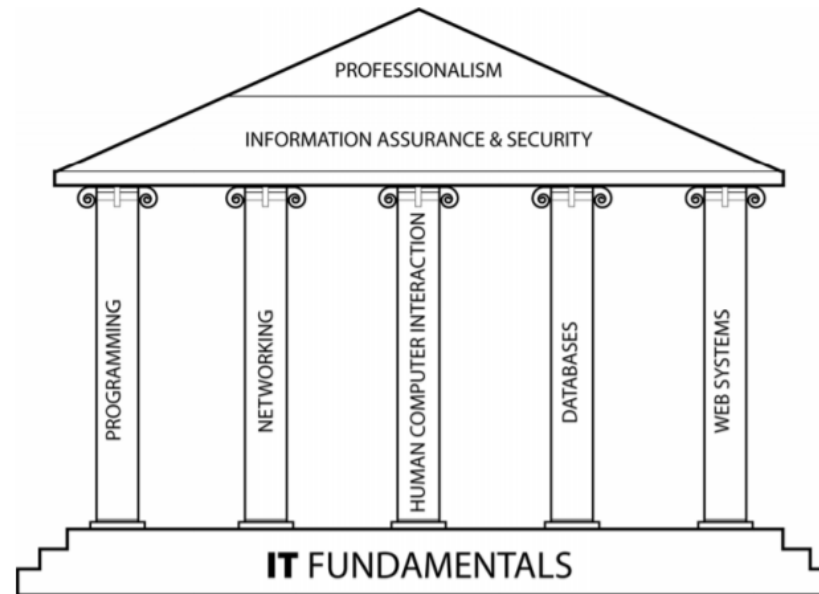 PROFESSIONALISM
INFORMATION ASSURANCE & SECURITY
PROGRAMMING
NETWORKING
HUMAN COMPUTER INTERACTION
DATABASES
WEB SYSTEMS
IT FUNDAMENTALS